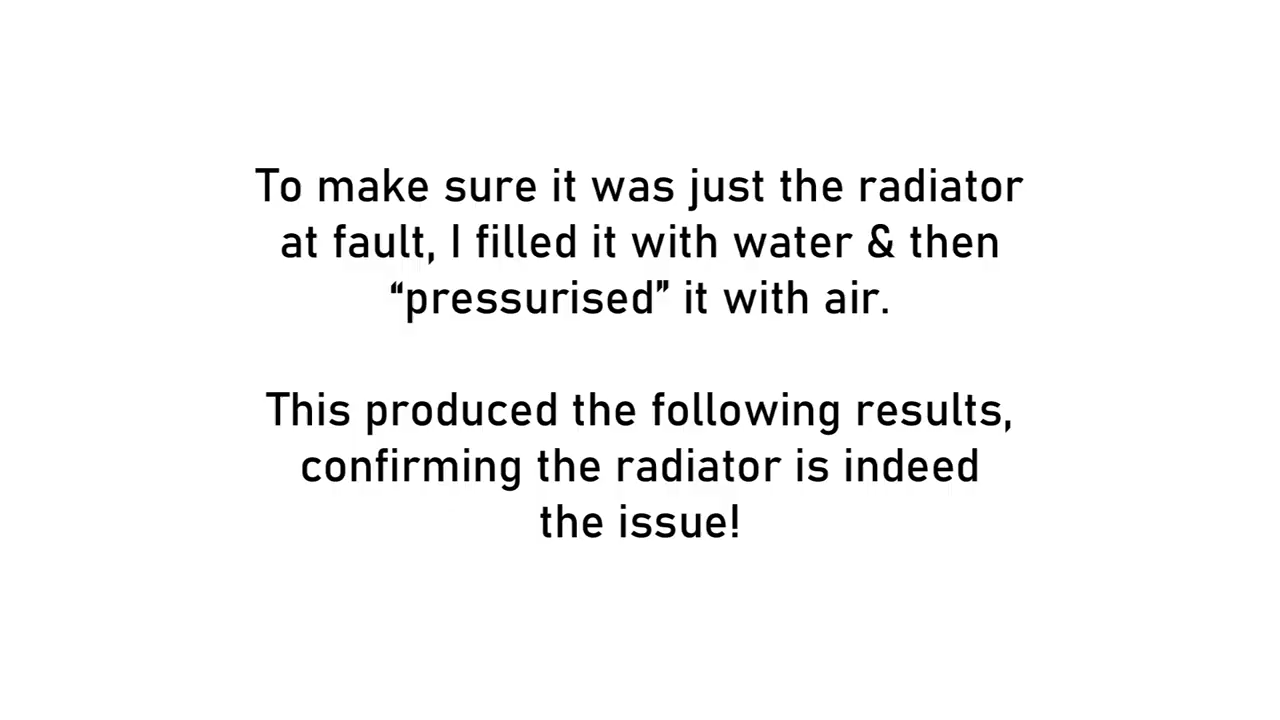 To make sure it was just the radiator
at fault, I filled it with water & then
“pressurised” it with air.
This produced the following results,
confirming the radiator is indeed
the issue!